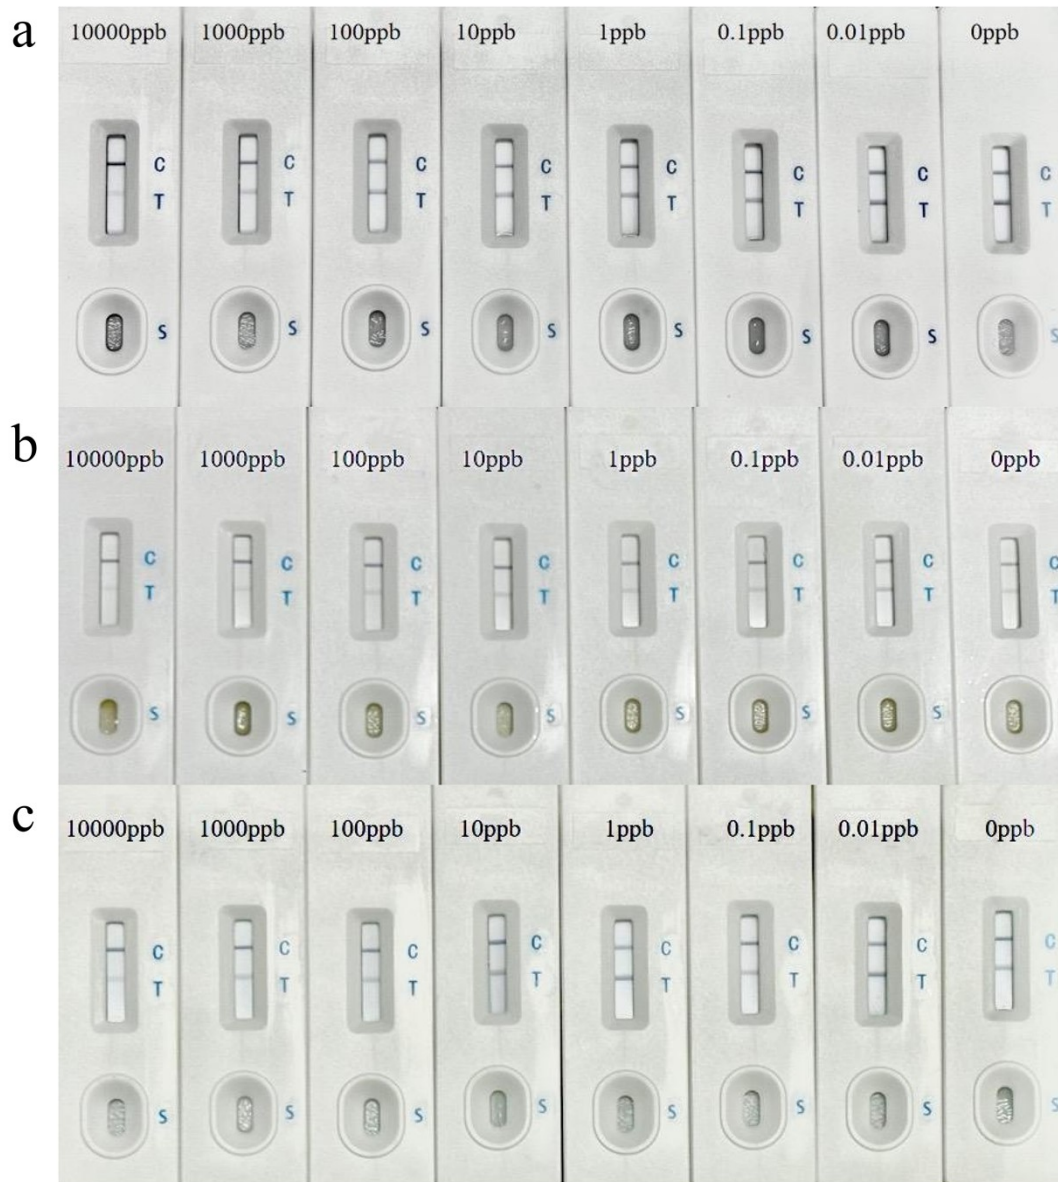 a
10000ppb 1000ppb 100ppb 10ppb 1ppb 0.1ppb 0.01ppb 0ppb
C C C C C C C C
T T T T T T T T
S S S S S S S S
b
10000ppb 1000ppb 100ppb 10ppb 1ppb 0.1ppb 0.01ppb 0ppb
C C C C C C C C
T T T T T T T T
S S S S S S S
c
10000ppb 1000ppb 100ppb 10ppb 1ppb 0.1ppb 0.01ppb 0ppb
C C C C C C C C
T T T T T T T T
S S S S S S S S